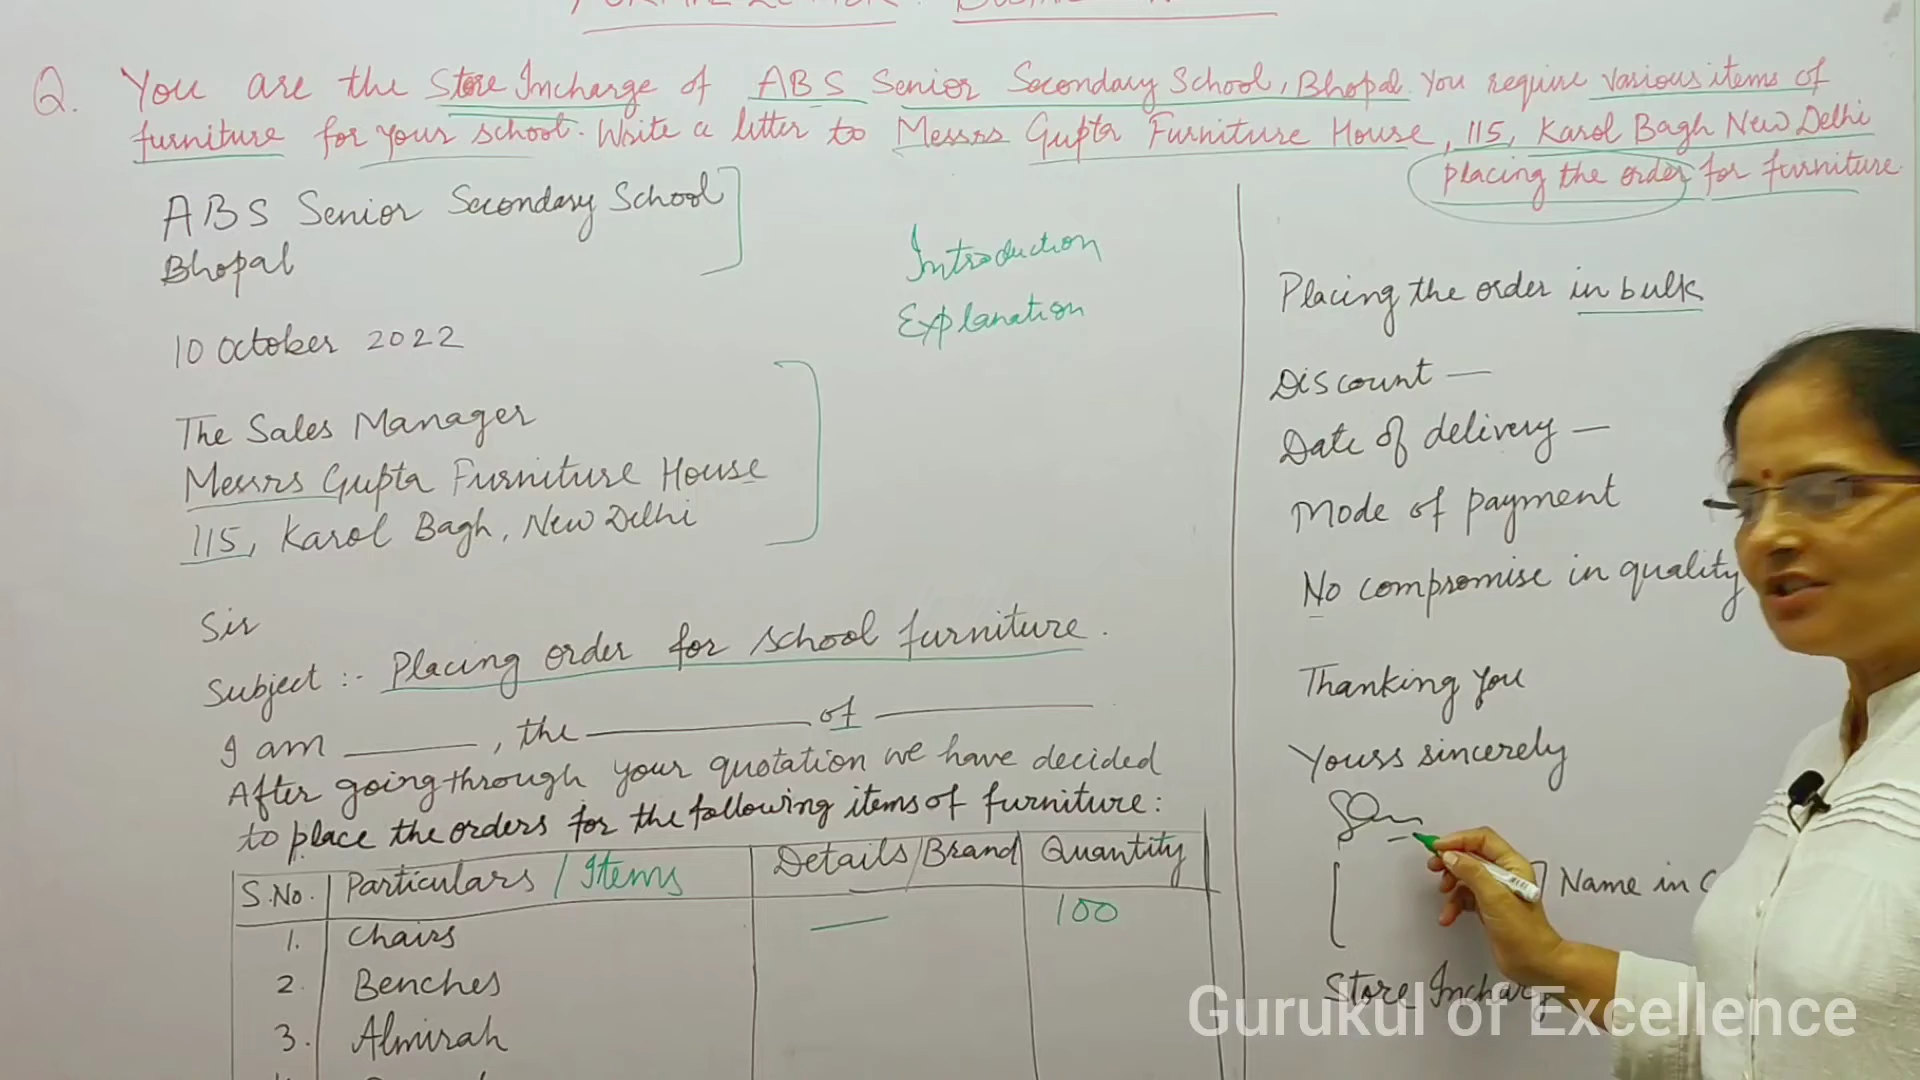 Q. You are the Store Incharge of ABS Senior Secondary School, Bhopal. You require various items of
furniture for your school. Write a letter to Messrs Gupta Furniture House, 115, Karol Bagh New Delhi
placing the order for furniture
ABS Senior Secondary School
Bhopal
10 October 2022
The Sales Manager
Messrs Gupta Furniture House
115, Karol Bagh, New Delhi
Sir
Subject :- Placing order for school furniture.
I am ______, the ______ of ______
After going through your quotation we have decided
to place the orders for the following items of furniture:
S.No. Particulars / Items Details/Brand Quantity
1. Chairs — 100
2. Benches
3. Almirah
Introduction
Explanation
Placing the order in bulk
Discount —
Date of delivery —
Mode of payment
No compromise in quality
Thanking you
Yours sincerely
[ ] Name in
Store
Gurukul of Excellence